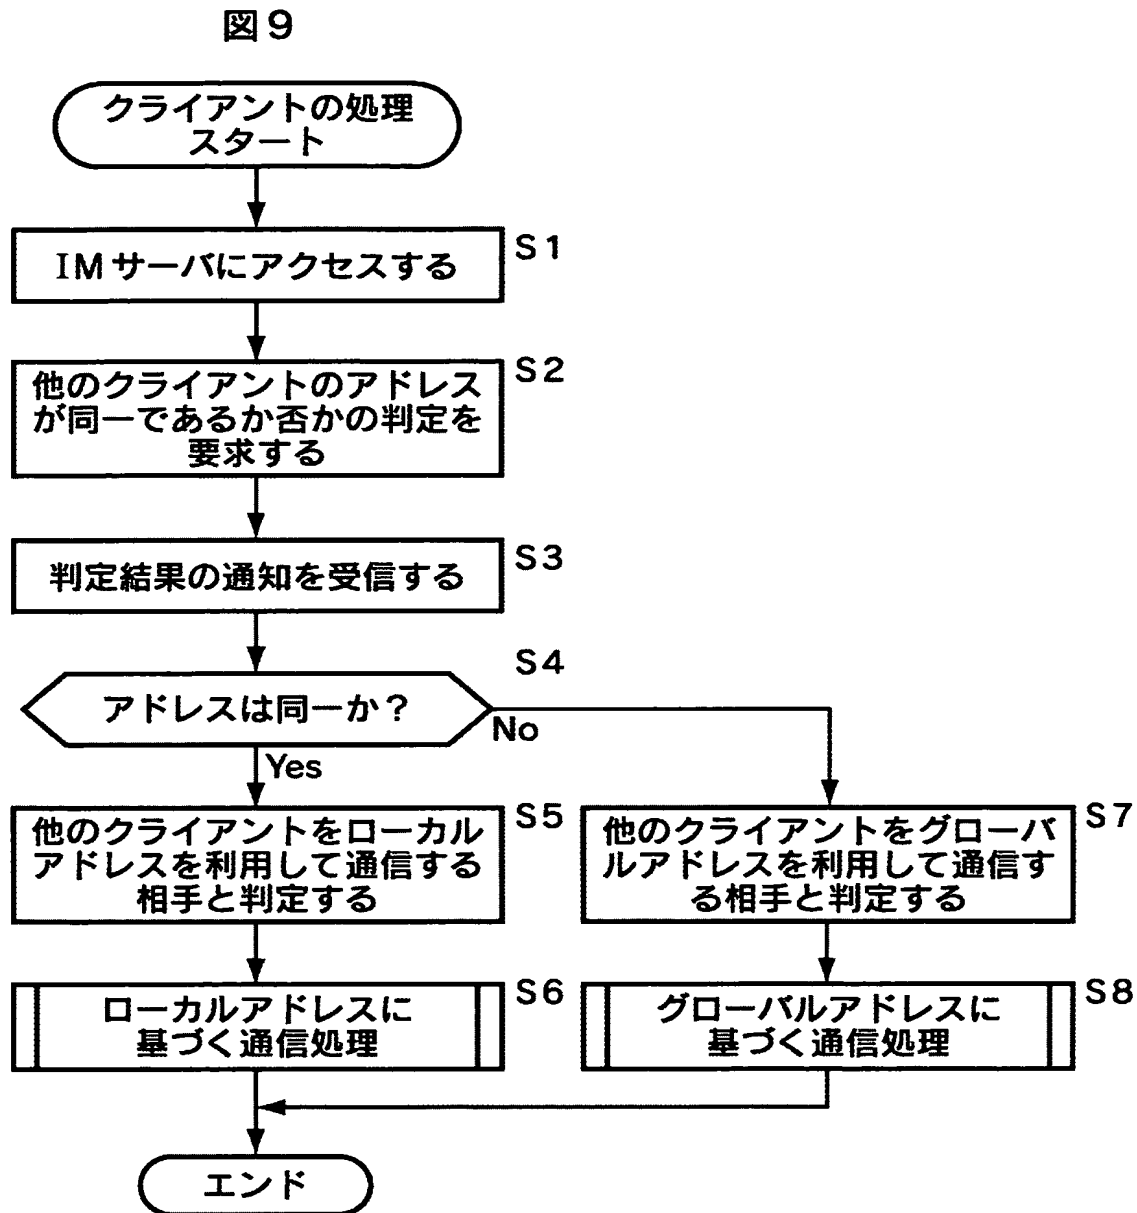 図9
クライアントの処理
スタート
IMサーバにアクセスする
S1
他のクライアントのアドレス
が同一であるか否かの判定を
要求する
S2
判定結果の通知を受信する
S3
アドレスは同一か?
S4
No
Yes
他のクライアントをローカル
アドレスを利用して通信する
相手と判定する
S5
他のクライアントをグローバ
ルアドレスを利用して通信す
る相手と判定する
S7
ローカルアドレスに
基づく通信処理
S6
グローバルアドレスに
基づく通信処理
S8
エンド